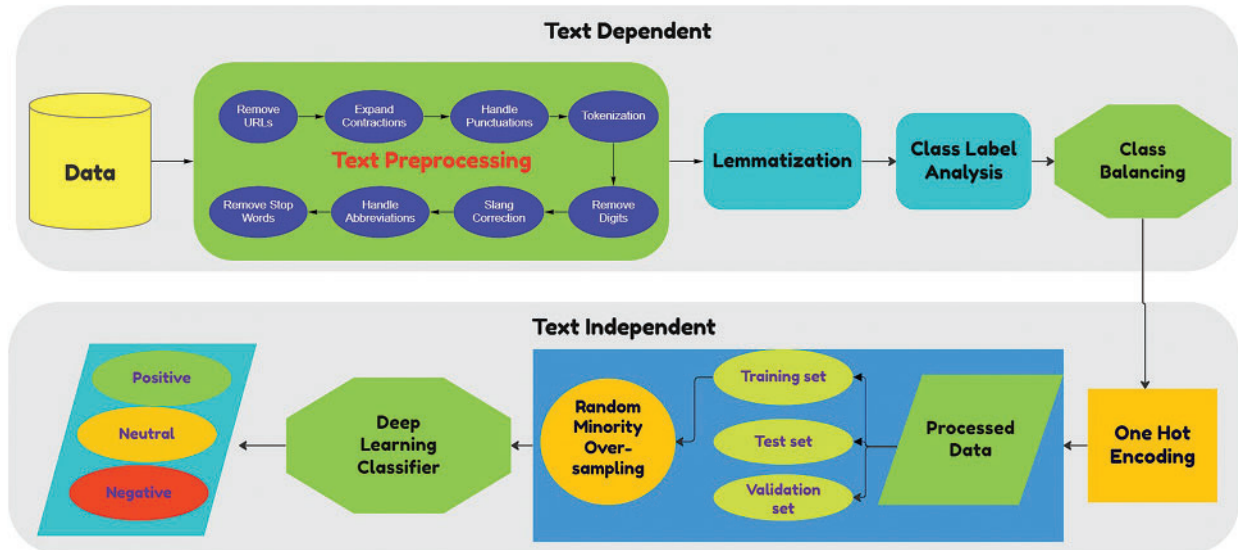 Text Dependent
Data
Remove
URLs
Expand
Contractions
Handle
Punctuations
Tokenization
Text Preprocessing
Remove Stop
Words
Handle
Abbreviations
Slang
Correction
Remove
Digits
Lemmatization
Class Label
Analysis
Class
Balancing
Text Independent
Positive
Neutral
Negative
Deep
Learning
Classifier
Random
Minority
Over-
sampling
Training set
Test set
Validation
set
Processed
Data
One Hot
Encoding